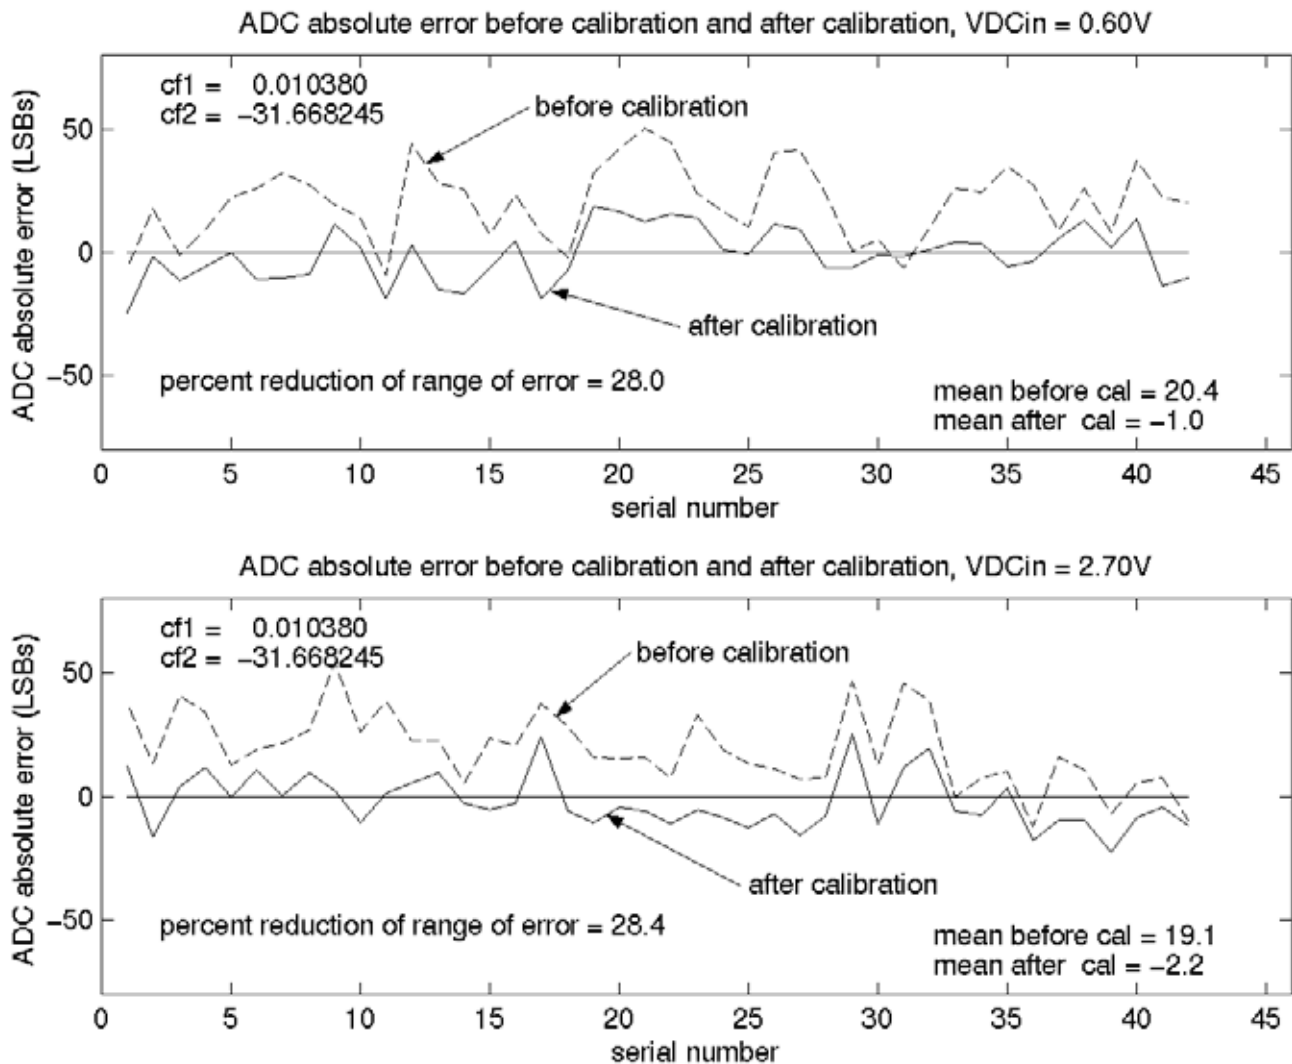 ADC absolute error before calibration and after calibration, VDCin = 0.60V
cf1 = 0.010380
cf2 = −31.668245
before calibration
after calibration
percent reduction of range of error = 28.0
mean before cal = 20.4
mean after cal = −1.0
ADC absolute error (LSBs)
50
0
−50
0 5 10 15 20 25 30 35 40 45
serial number
ADC absolute error before calibration and after calibration, VDCin = 2.70V
cf1 = 0.010380
cf2 = −31.668245
before calibration
after calibration
percent reduction of range of error = 28.4
mean before cal = 19.1
mean after cal = −2.2
ADC absolute error (LSBs)
50
0
−50
0 5 10 15 20 25 30 35 40 45
serial number